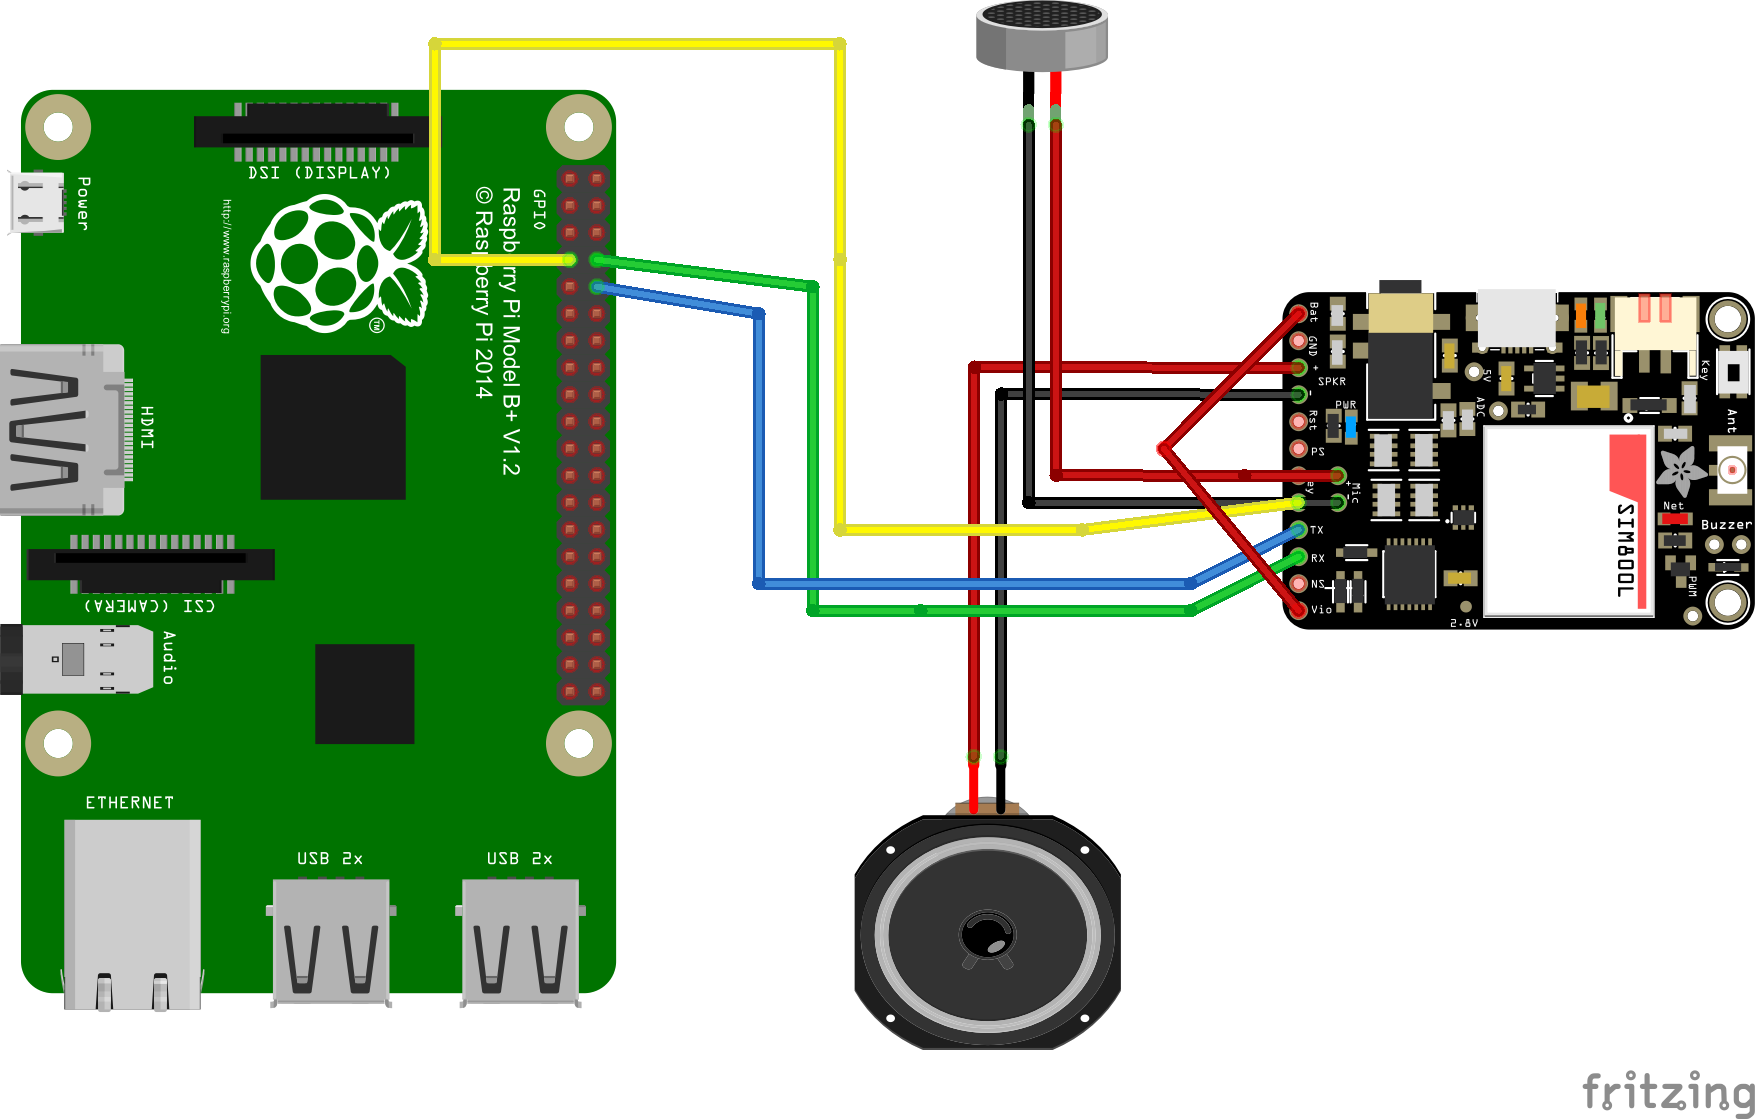 DSI (DISPLAY)
Power
http://www.raspberrypi.org
TM
GPIO
Raspberry Pi Model B+ V1.2
© Raspberry Pi 2014
HDMI
CSI (CAMERA)
Audio
ETHERNET
USB 2x
USB 2x
Bat
GND
+
SPKR
-
PWR
Rst
PS
ey
+
Mic
-
TX
RX
NS
Vio
5V
ADC
Key
Ant
SIM800L
Net
Buzzer
PWM
2.8V
fritzing